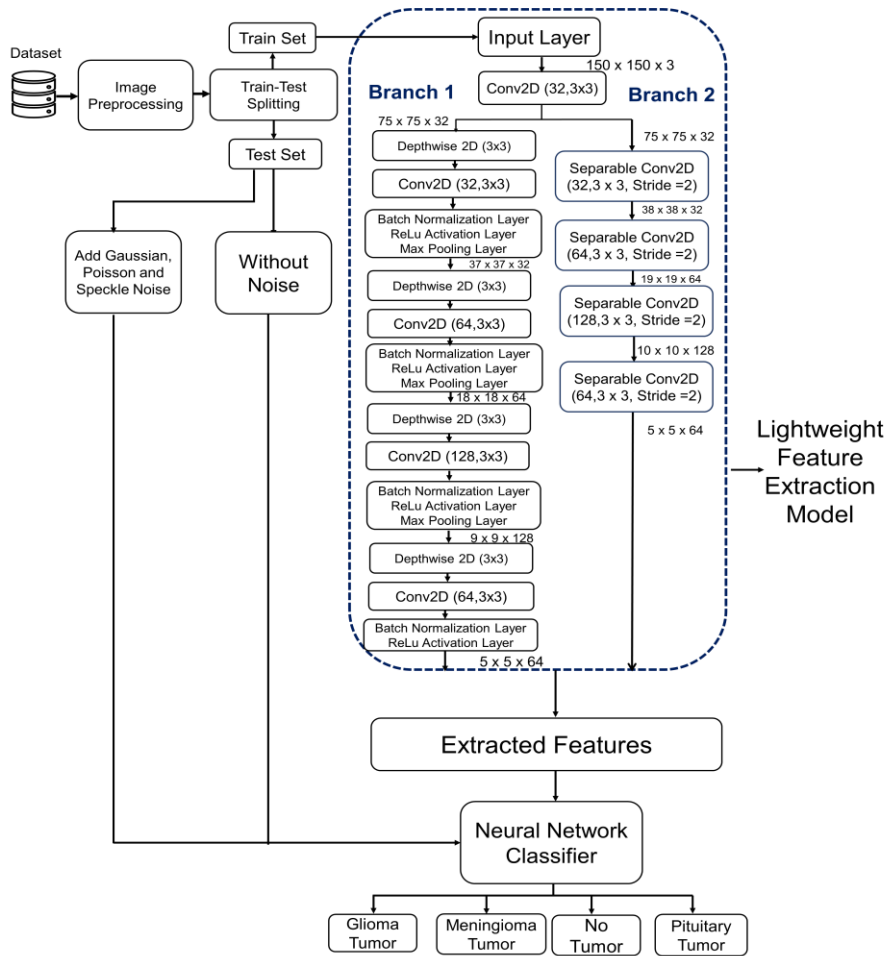 Dataset
Image
Preprocessing
Train-Test
Splitting
Train Set
Test Set
Add Gaussian,
Poisson and
Speckle Noise
Without
Noise
Input Layer
150 x 150 x 3
Conv2D (32,3x3)
Branch 1
75 x 75 x 32
Depthwise 2D (3x3)
Conv2D (32,3x3)
Batch Normalization Layer
ReLu Activation Layer
Max Pooling Layer
37 x 37 x 32
Depthwise 2D (3x3)
Conv2D (64,3x3)
Batch Normalization Layer
ReLu Activation Layer
Max Pooling Layer
18 x 18 x 64
Depthwise 2D (3x3)
Conv2D (128,3x3)
Batch Normalization Layer
ReLu Activation Layer
Max Pooling Layer
9 x 9 x 128
Depthwise 2D (3x3)
Conv2D (64,3x3)
Batch Normalization Layer
ReLu Activation Layer
5 x 5 x 64
Branch 2
75 x 75 x 32
Separable Conv2D
(32,3 x 3, Stride =2)
38 x 38 x 32
Separable Conv2D
(64,3 x 3, Stride =2)
19 x 19 x 64
Separable Conv2D
(128,3 x 3, Stride =2)
10 x 10 x 128
Separable Conv2D
(64,3 x 3, Stride =2)
5 x 5 x 64
Lightweight
Feature
Extraction
Model
Extracted Features
Neural Network
Classifier
Glioma
Tumor
Meningioma
Tumor
No
Tumor
Pituitary
Tumor